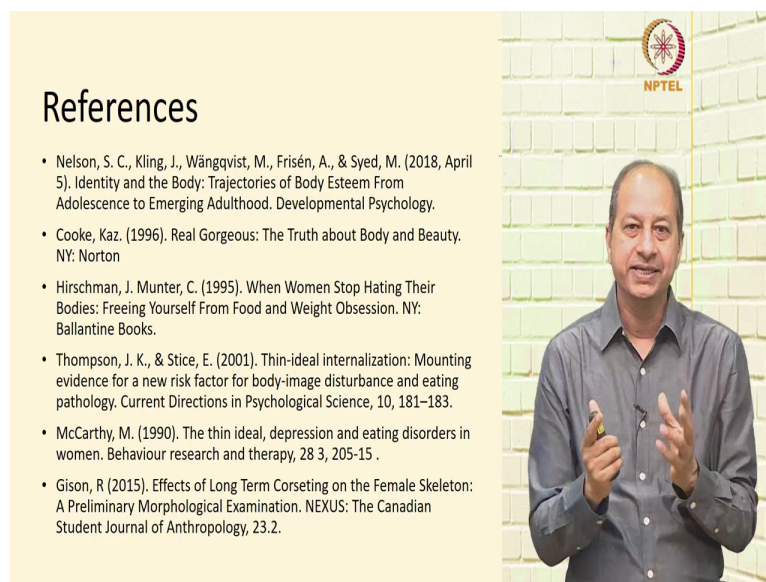 NPTEL
References
• Nelson, S. C., Kling, J., Wängqvist, M., Frisén, A., & Syed, M. (2018, April
5). Identity and the Body: Trajectories of Body Esteem From
Adolescence to Emerging Adulthood. Developmental Psychology.
• Cooke, Kaz. (1996). Real Gorgeous: The Truth about Body and Beauty.
NY: Norton
• Hirschman, J. Munter, C. (1995). When Women Stop Hating Their
Bodies: Freeing Yourself From Food and Weight Obsession. NY:
Ballantine Books.
• Thompson, J. K., & Stice, E. (2001). Thin-ideal internalization: Mounting
evidence for a new risk factor for body-image disturbance and eating
pathology. Current Directions in Psychological Science, 10, 181–183.
• McCarthy, M. (1990). The thin ideal, depression and eating disorders in
women. Behaviour research and therapy, 28 3, 205-15 .
• Gison, R (2015). Effects of Long Term Corseting on the Female Skeleton:
A Preliminary Morphological Examination. NEXUS: The Canadian
Student Journal of Anthropology, 23.2.